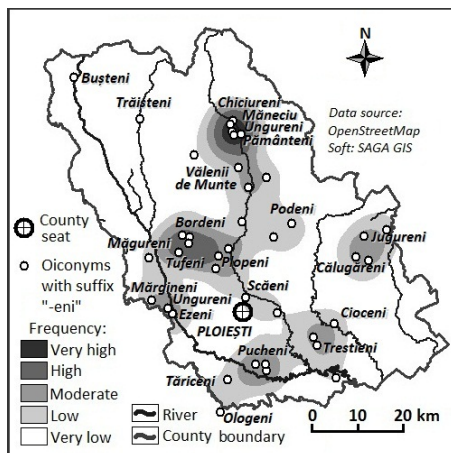 Bușteni
N
Trăisteni
Chiciureni
Măneciu
Ungureni
Pământeni
Data source:
OpenStreetMap
Soft: SAGA GIS
Vălenii
de Munte
County
seat
Oiconyms
with suffix
"-eni"
Bordeni
Podeni
Măgureni
Jugureni
Tufeni
Plopeni
Călugăreni
Mărgineni
Scăeni
Ungureni
Ezeni
Cioceni
PLOIEȘTI
Frequency:
Very high
High
Moderate
Low
Very low
Pucheni
Trestieni
Tăriceni
River
County boundary
Ologeni
0 10 20 km